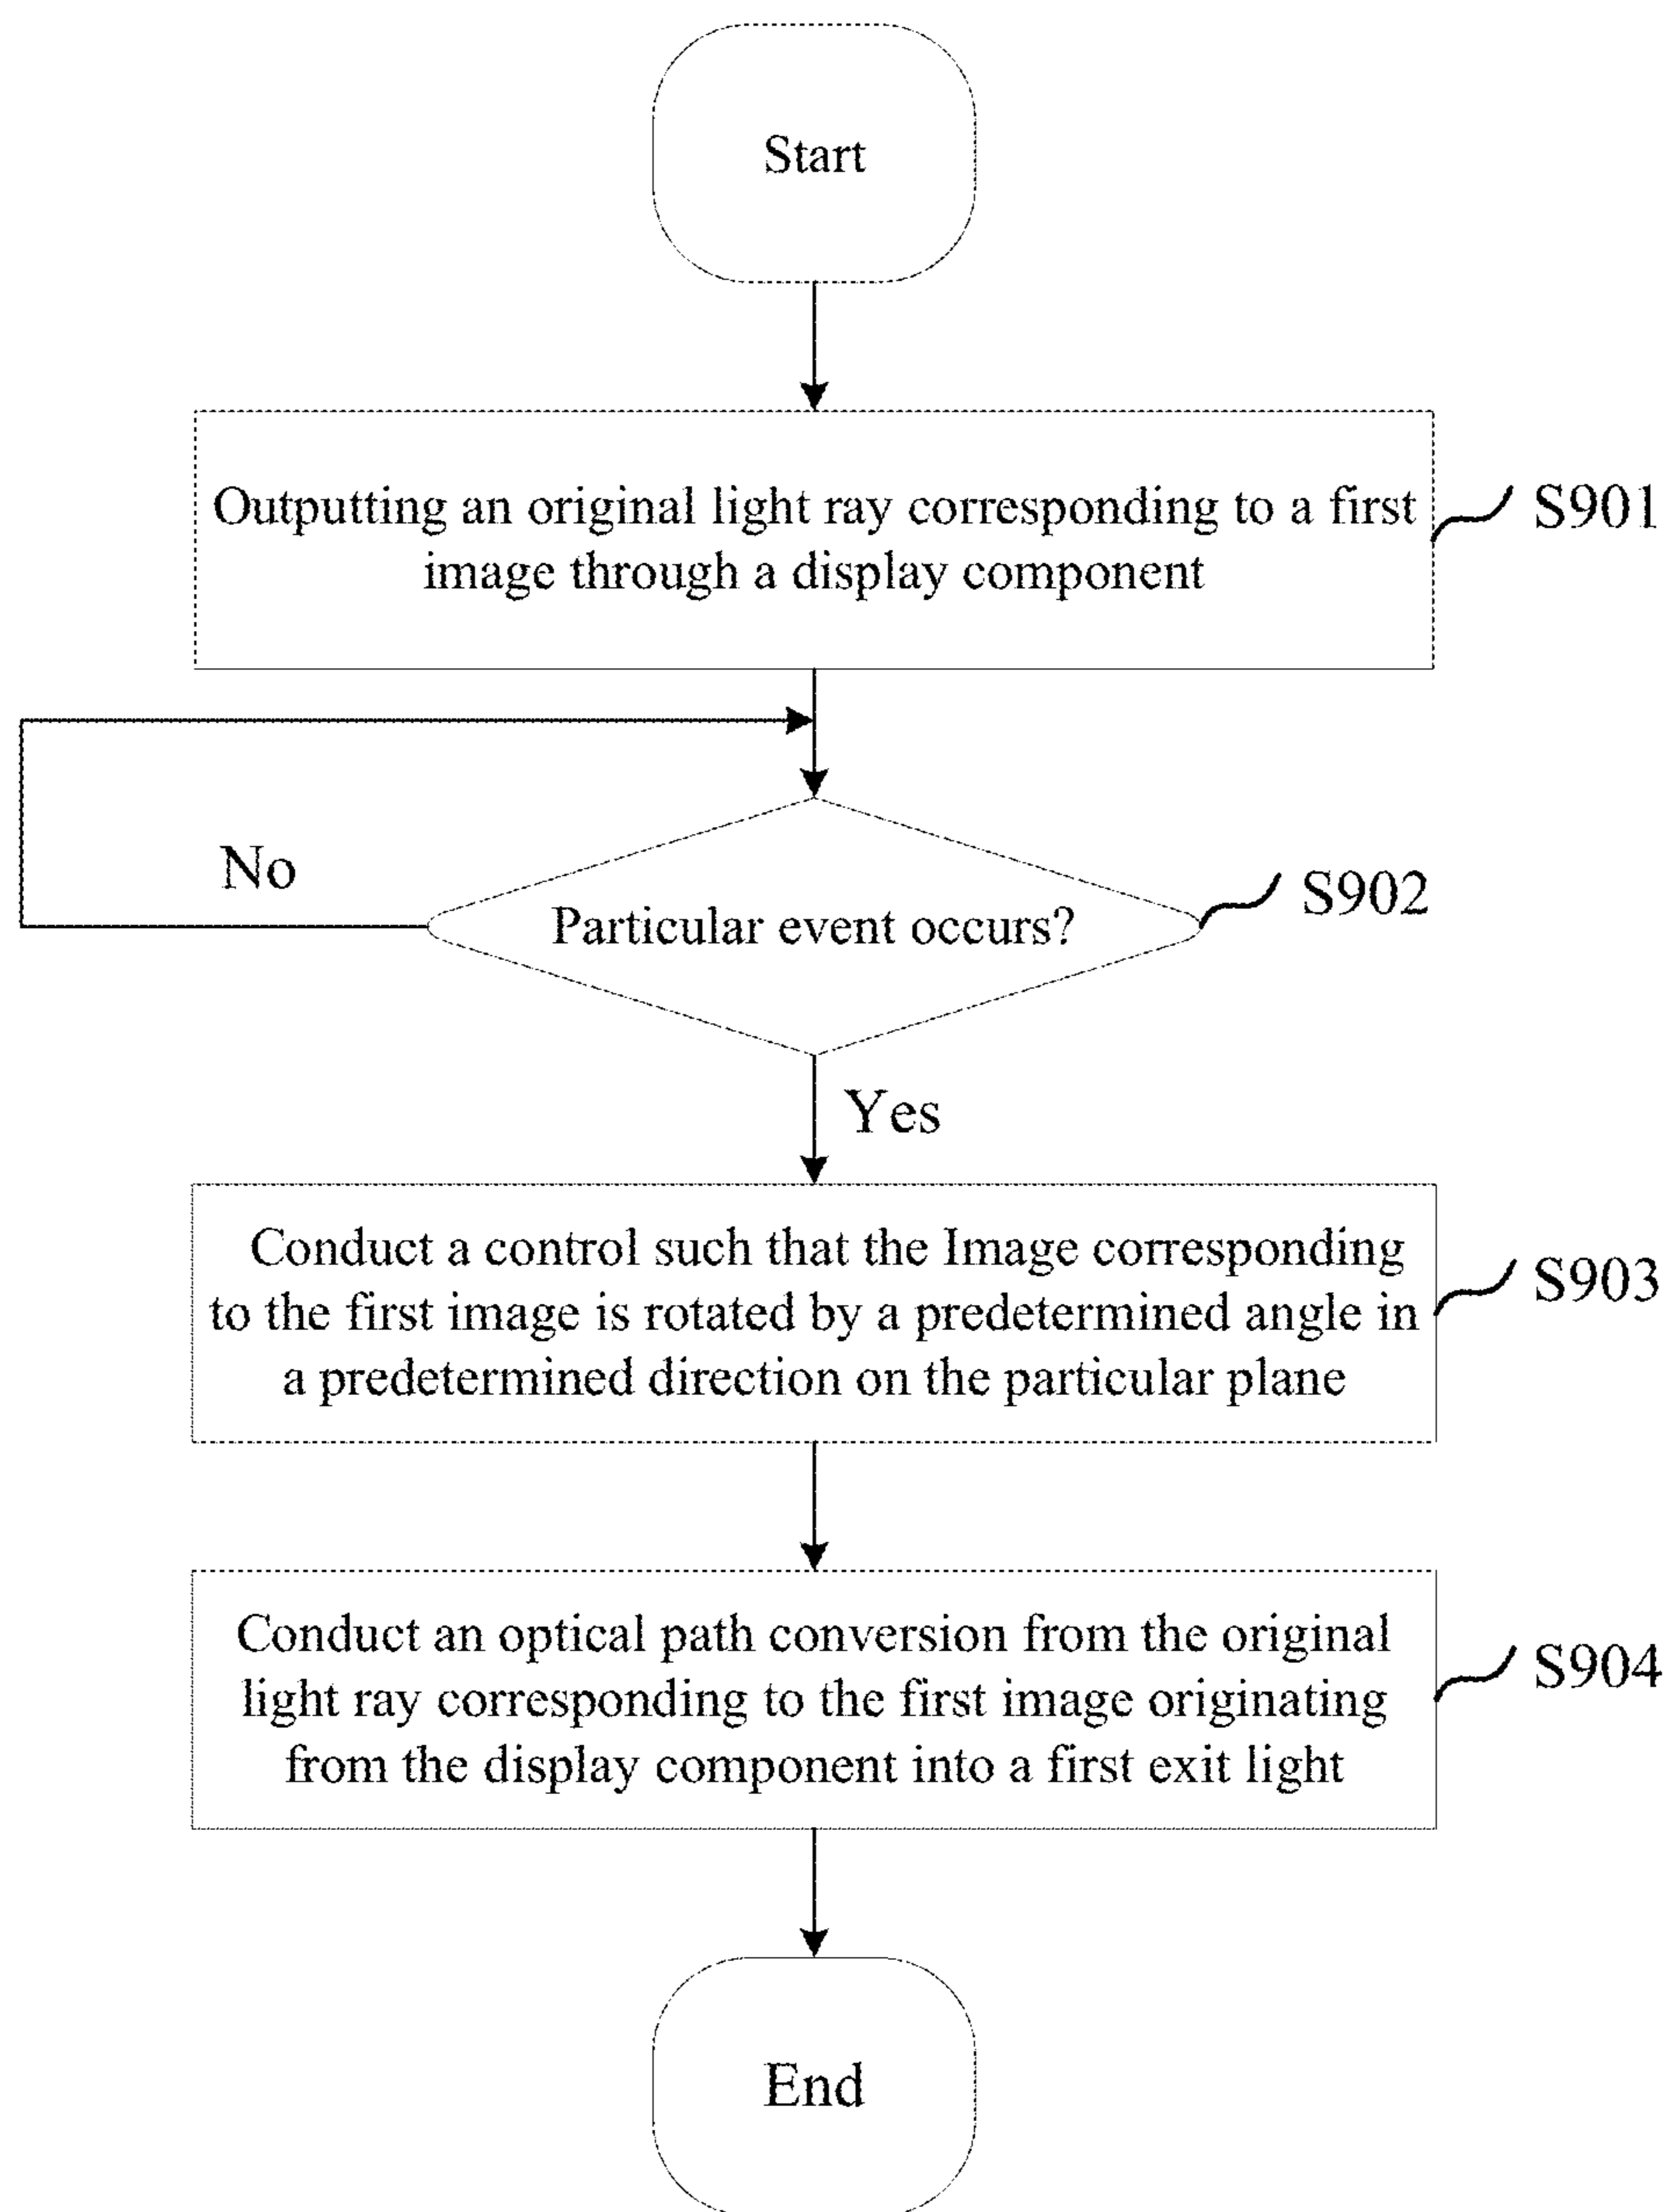 Start
Outputting an original light ray corresponding to a first
image through a display component
S901
No
Particular event occurs?
S902
Yes
Conduct a control such that the Image corresponding
to the first image is rotated by a predetermined angle in
a predetermined direction on the particular plane
S903
Conduct an optical path conversion from the original
light ray corresponding to the first image originating
from the display component into a first exit light
S904
End